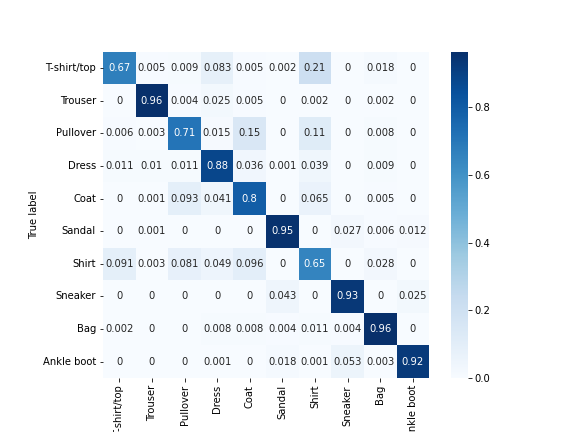 T-shirt/top 0.67 0.005 0.009 0.083 0.005 0.002 0.21 0 0.018 0
Trouser 0 0.96 0.004 0.025 0.005 0 0.002 0 0.002 0
Pullover 0.006 0.003 0.71 0.015 0.15 0 0.11 0 0.008 0
Dress 0.011 0.01 0.011 0.88 0.036 0.001 0.039 0 0.009 0
Coat 0 0.001 0.093 0.041 0.8 0 0.065 0 0.005 0
Sandal 0 0.001 0 0 0 0.95 0 0.027 0.006 0.012
Shirt 0.091 0.003 0.081 0.049 0.096 0 0.65 0 0.028 0
Sneaker 0 0 0 0 0 0.043 0 0.93 0 0.025
Bag 0.002 0 0 0.008 0.008 0.004 0.011 0.004 0.96 0
Ankle boot 0 0 0 0.001 0 0.018 0.001 0.053 0.003 0.92
True label
-shirt/top Trouser Pullover Dress Coat Sandal Shirt Sneaker Bag nkle boot
0.8
0.6
0.4
0.2
0.0